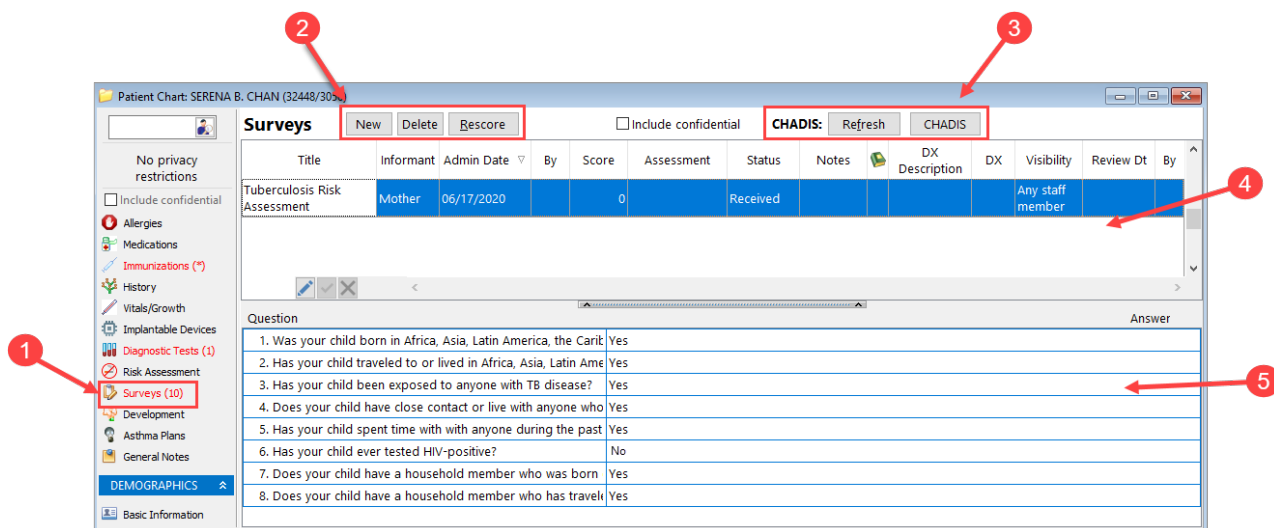 2
3
Patient Chart: SERENA B. CHAN (32448/305
Surveys New Delete Rescore Include confidential CHADIS: Refresh CHADIS
No privacy
restrictions
Include confidential
Allergies
Medications
Immunizations (*)
History
Vitals/Growth
Implantable Devices
Diagnostic Tests (1)
Risk Assessment
Surveys (10)
Development
Asthma Plans
General Notes
DEMOGRAPHICS
Basic Information
1
Title Informant Admin Date By Score Assessment Status Notes DX Description DX Visibility Review Dt By
Tuberculosis Risk
Assessment
Mother 06/17/2020 0 Received Any staff
member
4
Question Answer
1. Was your child born in Africa, Asia, Latin America, the Carib Yes
2. Has your child traveled to or lived in Africa, Asia, Latin Ame Yes
3. Has your child been exposed to anyone with TB disease? Yes
4. Does your child have close contact or live with anyone who Yes
5. Has your child spent time with with anyone during the past Yes
6. Has your child ever tested HIV-positive? No
7. Does your child have a household member who was born Yes
8. Does your child have a household member who has travele Yes
5